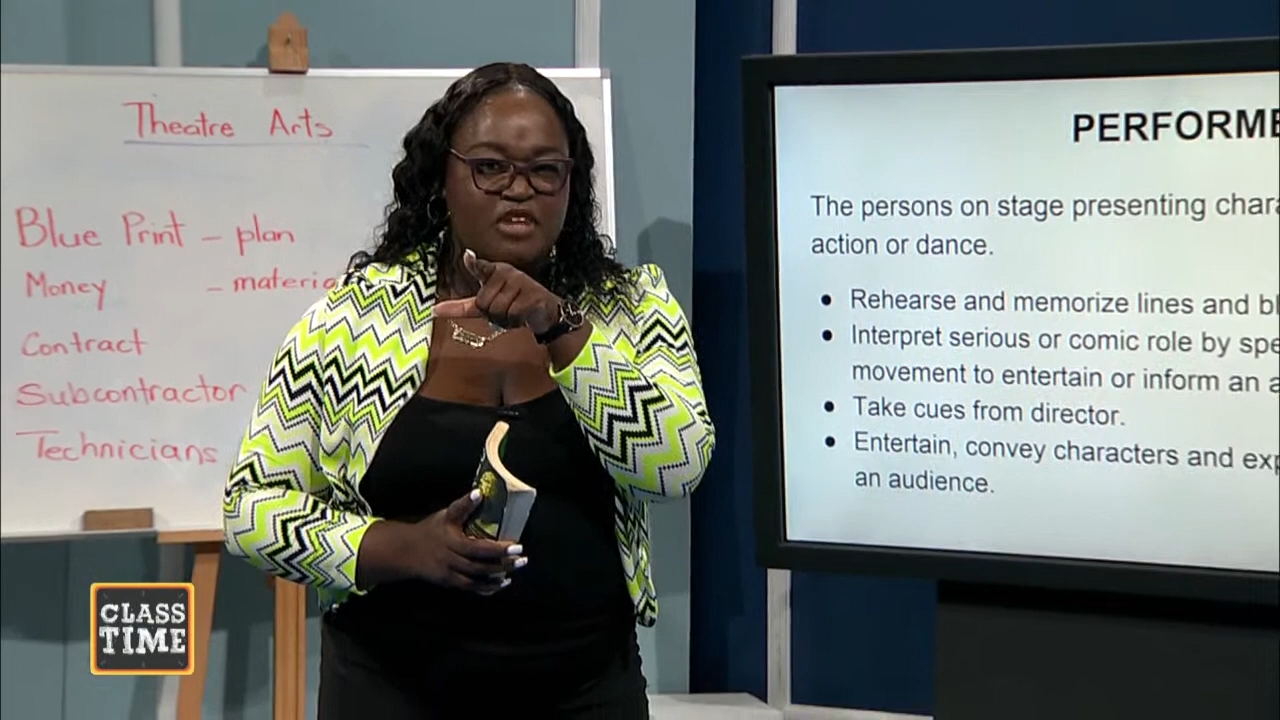 Theatre Arts
Blue Print - plan
Money - materia
Contract
Subcontractor
Technicians
CLASS
TIME
PERFORME
The persons on stage presenting char
action or dance.
Rehearse and memorize lines and bl
Interpret serious or comic role by spe
movement to entertain or inform an a
Take cues from director.
Entertain, convey characters and exp
an audience.